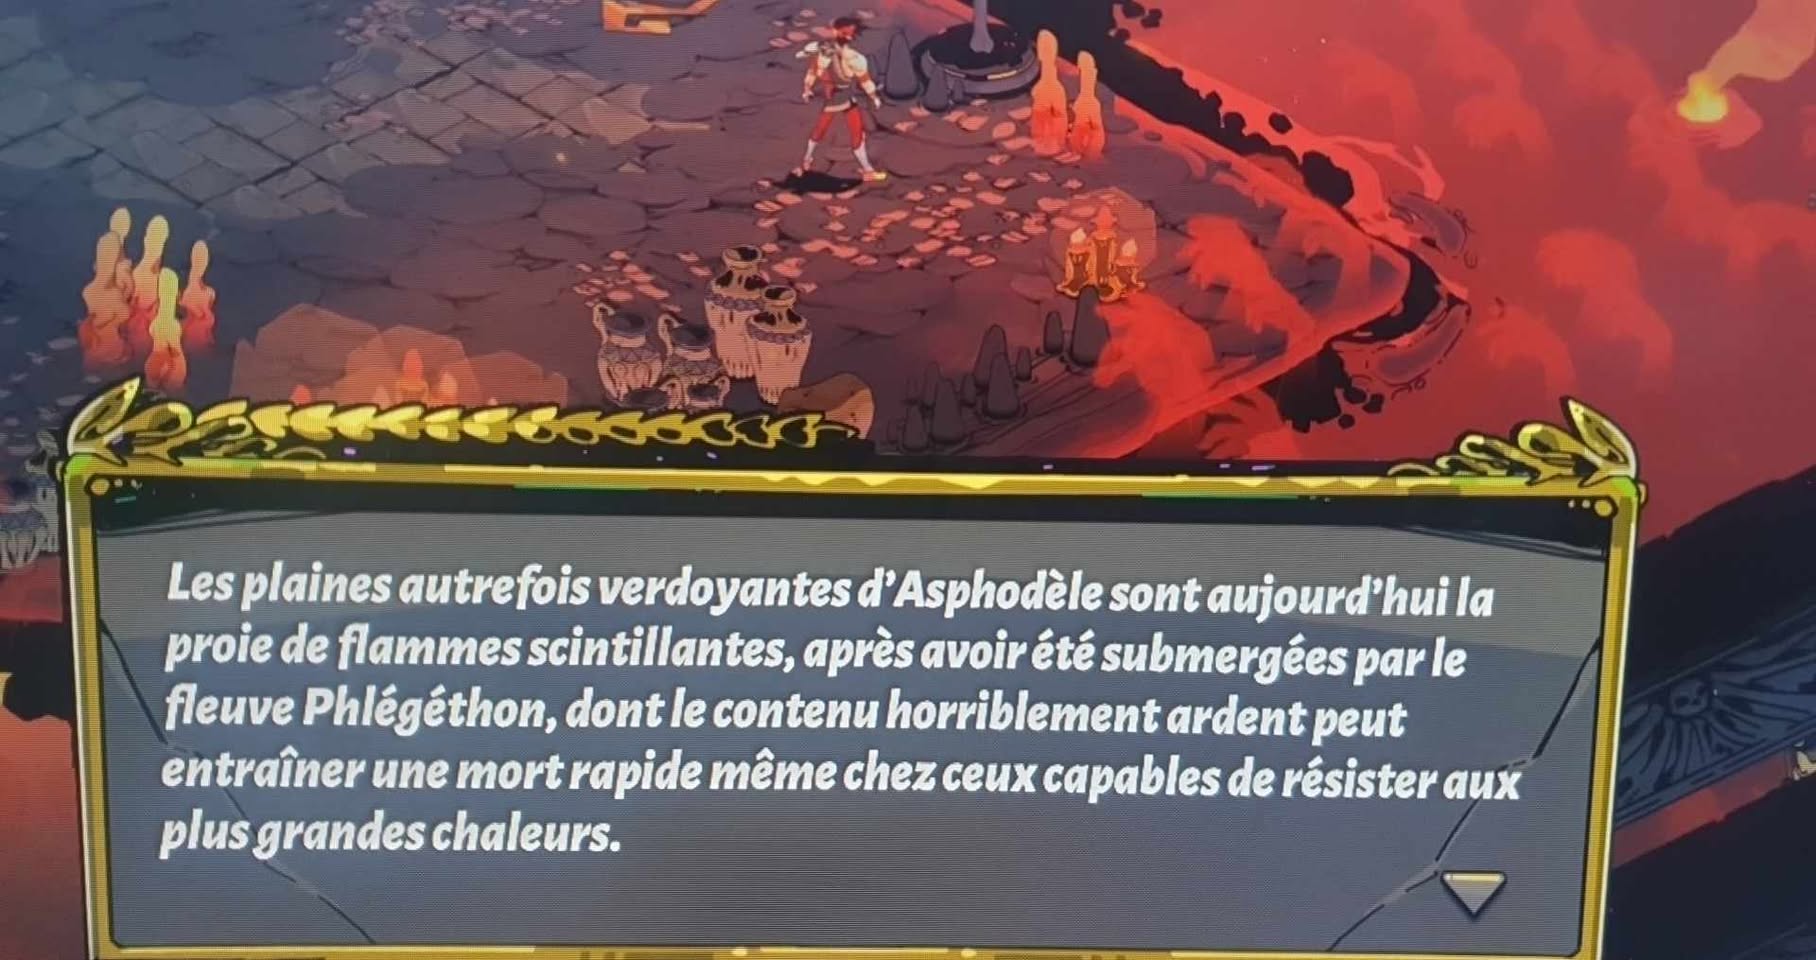 Les plaines autrefois verdoyantes d’Asphodèle sont aujourd’hui la
proie de flammes scintillantes, après avoir été submergées par le
fleuve Phlégéthon, dont le contenu horriblement ardent peut
entraîner une mort rapide même chez ceux capables de résister aux
plus grandes chaleurs.